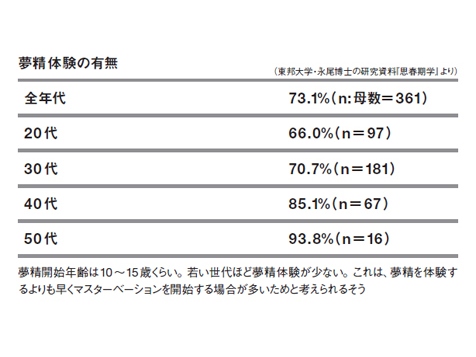 夢精体験の有無
(東邦大学・永尾博士の研究資料『思春期学』より)
全年代 73.1%(n:母数=361)
20代 66.0%(n=97)
30代 70.7%(n=181)
40代 85.1%(n=67)
50代 93.8%(n=16)
夢精開始年齢は10〜15歳くらい。若い世代ほど夢精体験が少ない。これは、夢精を体験す
るよりも早くマスターベーションを開始する場合が多いためと考えられるそう